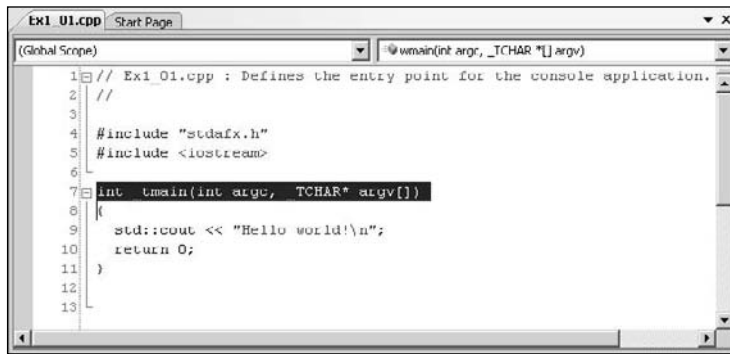 Ex1_01.cpp Start Page
(Global Scope) wmain(int argc, _TCHAR *[] argv)
1 // Ex1_01.cpp : Defines the entry point for the console application.
2 //
3
4 #include "stdafx.h"
5 #include <iostream>
6
7 int _tmain(int argc, _TCHAR* argv[])
8 {
9 std::cout << "Hello world!\n";
10 return 0;
11 }
12
13